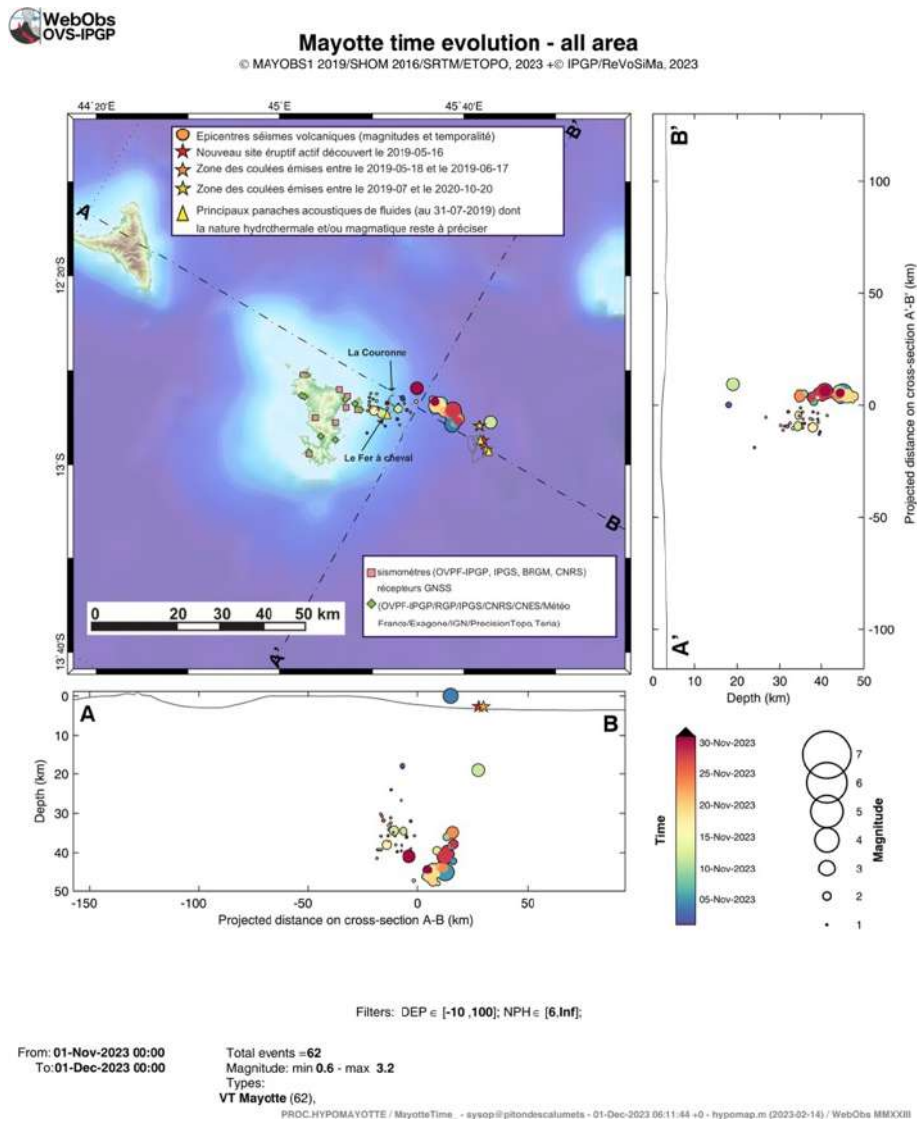 WebObs
OVS-IPGP
Mayotte time evolution - all area
© MAYOBS1 2019/SHOM 2016/SRTM/ETOPO, 2023 +© IPGP/ReVoSiMa, 2023
44˚20'E
45˚E
45˚40'E
Epicentres séismes volcaniques (magnitudes et temporalité)
Nouveau site éruptif actif découvert le 2019-05-16
Zone des coulées émises entre le 2019-05-18 et le 2019-06-17
Zone des coulées émises entre le 2019-07 et le 2020-10-20
Principaux panaches acoustiques de fluides (au 31-07-2019) dont
la nature hydrothermale et/ou magmatique reste à préciser
B'
A
12˚20'S
La Couronne
Le Fer à cheval
13˚S
B
sismomètres (OVPF-IPGP, IPGS, BRGM, CNRS)
récepteurs GNSS
(OVPF-IPGP/RGP/IPGS/CNRS/CNES/Météo
France/Exagone/IGN/PrecisionTopo, Teria)
0 20 30 40 50 km
13˚40'S
A'
B'
100
50
0
-50
-100
Projected distance on cross-section A'-B' (km)
A'
0 10 20 30 40 50
Depth (km)
A
B
0
10
20
30
40
50
Depth (km)
-150 -100 -50 0 50
Projected distance on cross-section A-B (km)
30-Nov-2023
25-Nov-2023
20-Nov-2023
15-Nov-2023
10-Nov-2023
05-Nov-2023
Time
7
6
5
4
3
2
1
Magnitude
Filters: DEP ∈ [-10 ,100]; NPH ∈ [6,Inf];
From: 01-Nov-2023 00:00
To:01-Dec-2023 00:00
Total events =62
Magnitude: min 0.6 - max 3.2
Types:
VT Mayotte (62),
PROC.HYPOMAYOTTE / MayotteTime_ - sysop@pitondescalumets - 01-Dec-2023 06:11:44 +0 - hypomap.m (2023-02-14) / WebObs MMXXIII